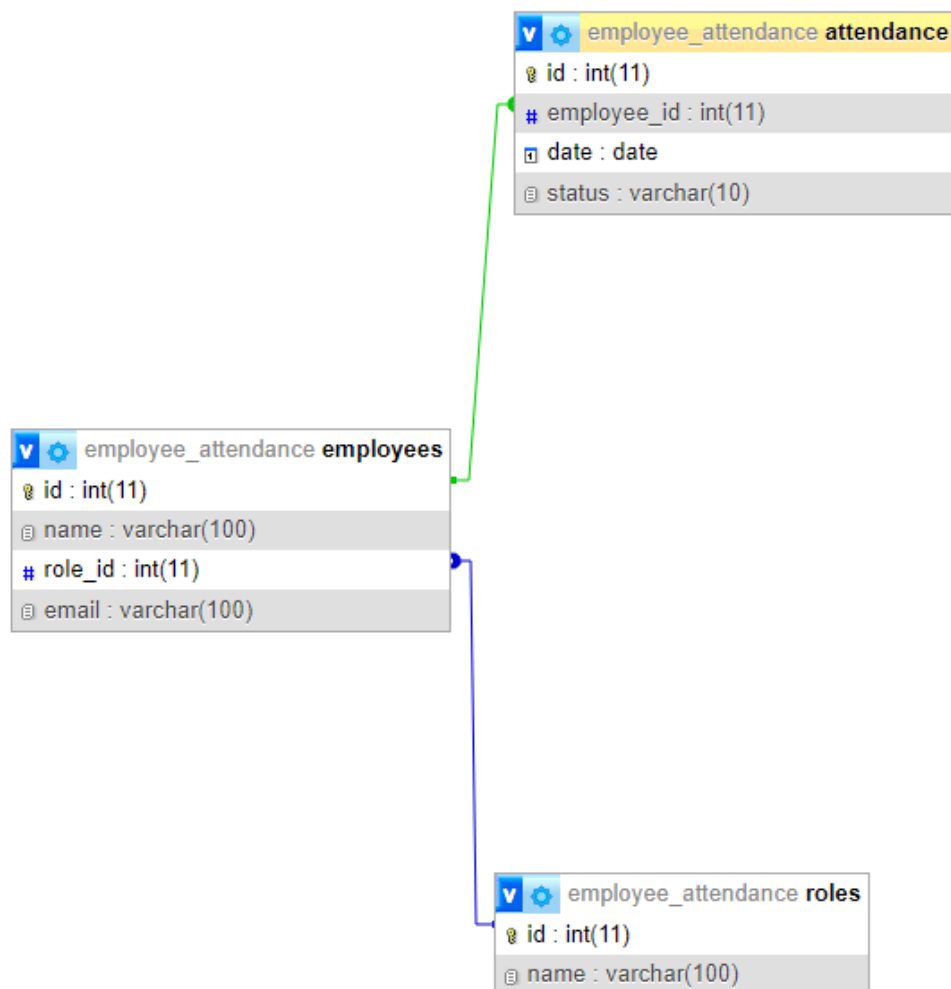 employee_attendance attendance
id : int(11)
# employee_id : int(11)
date : date
status : varchar(10)
employee_attendance employees
id : int(11)
name : varchar(100)
# role_id : int(11)
email : varchar(100)
employee_attendance roles
id : int(11)
name : varchar(100)